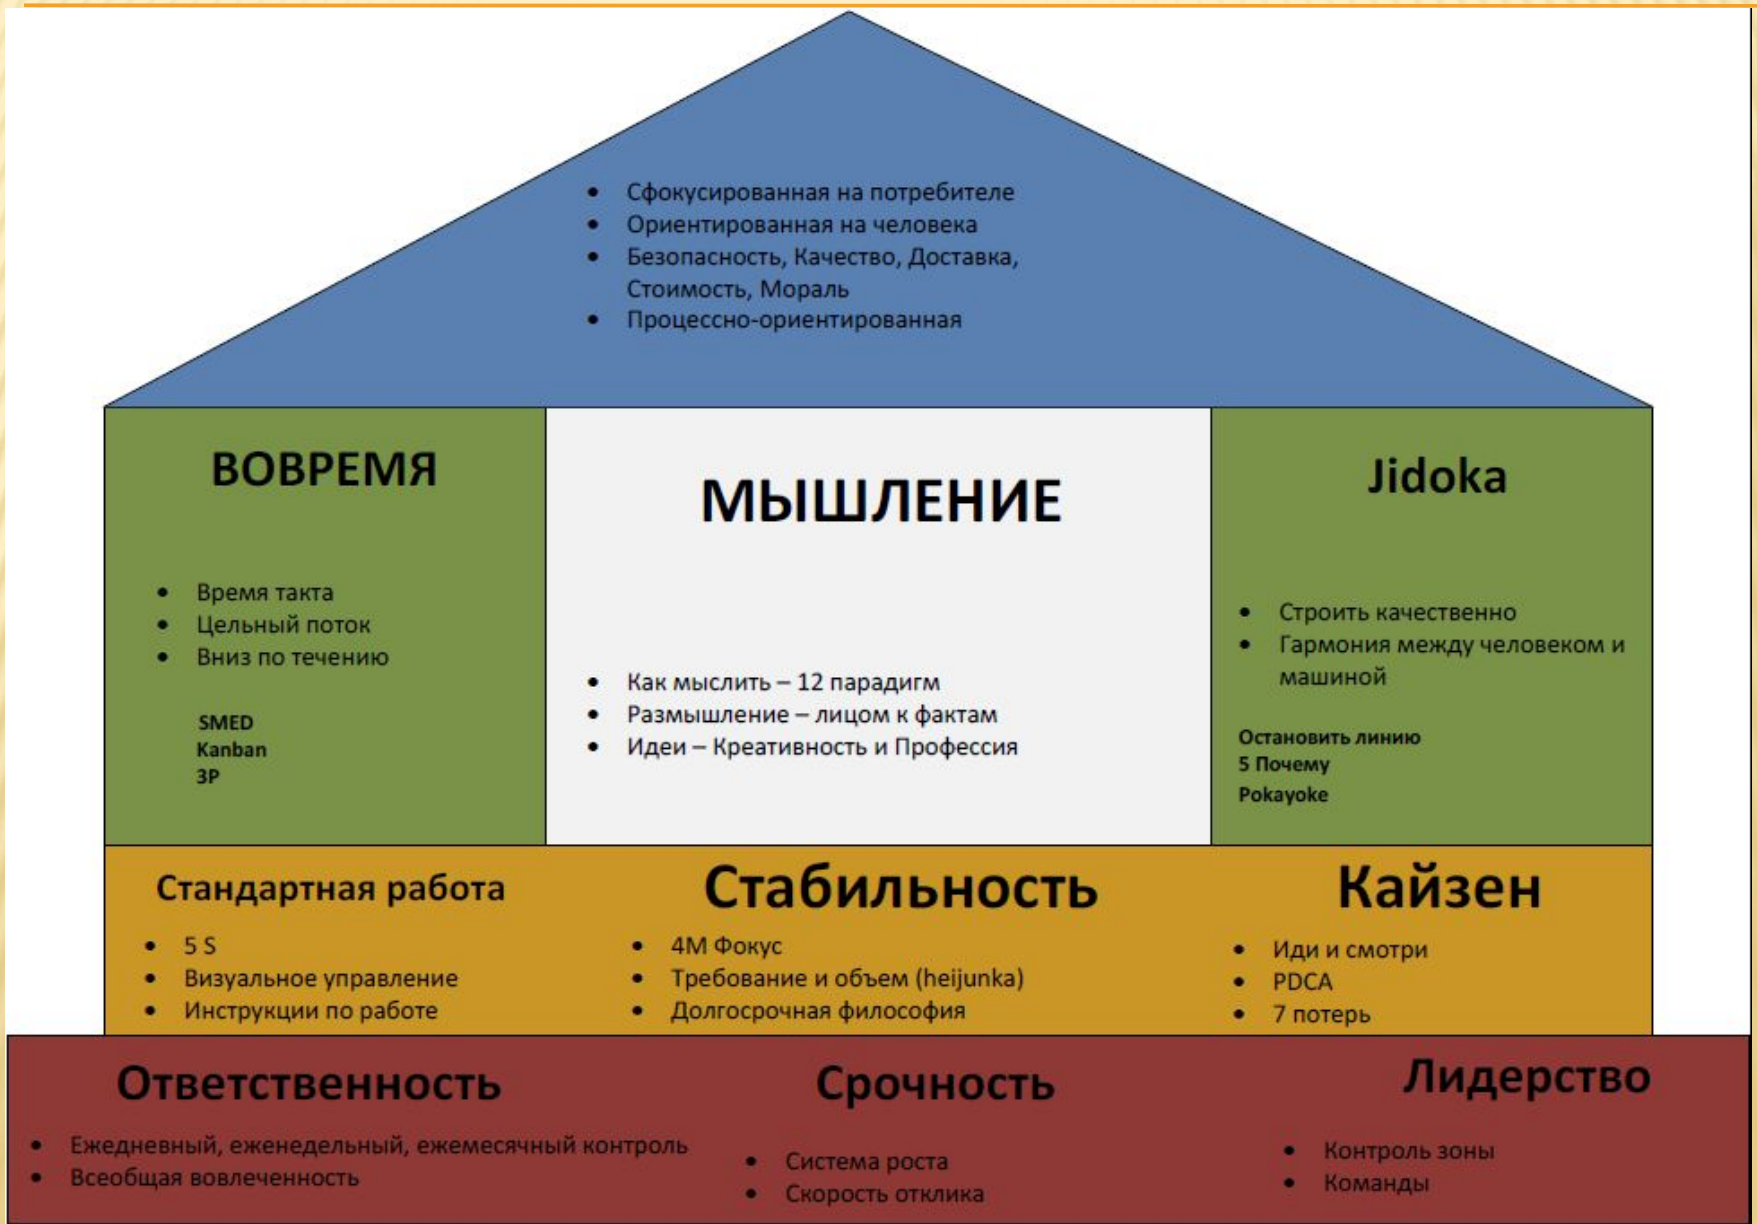 • Сфокусированная на потребителе
• Ориентированная на человека
• Безопасность, Качество, Доставка,
Стоимость, Мораль
• Процессно-ориентированная
ВОВРЕМЯ
• Время такта
• Цельный поток
• Вниз по течению
SMED
Kanban
3P
МЫШЛЕНИЕ
• Как мыслить – 12 парадигм
• Размышление – лицом к фактам
• Идеи – Креативность и Профессия
Jidoka
• Строить качественно
• Гармония между человеком и
машиной
Остановить линию
5 Почему
Pokayoke
Стандартная работа
• 5 S
• Визуальное управление
• Инструкции по работе
Стабильность
• 4М Фокус
• Требование и объем (heijunka)
• Долгосрочная философия
Кайзен
• Иди и смотри
• PDCA
• 7 потерь
Ответственность
• Ежедневный, еженедельный, ежемесячный контроль
• Всеобщая вовлеченность
Срочность
• Система роста
• Скорость отклика
Лидерство
• Контроль зоны
• Команды